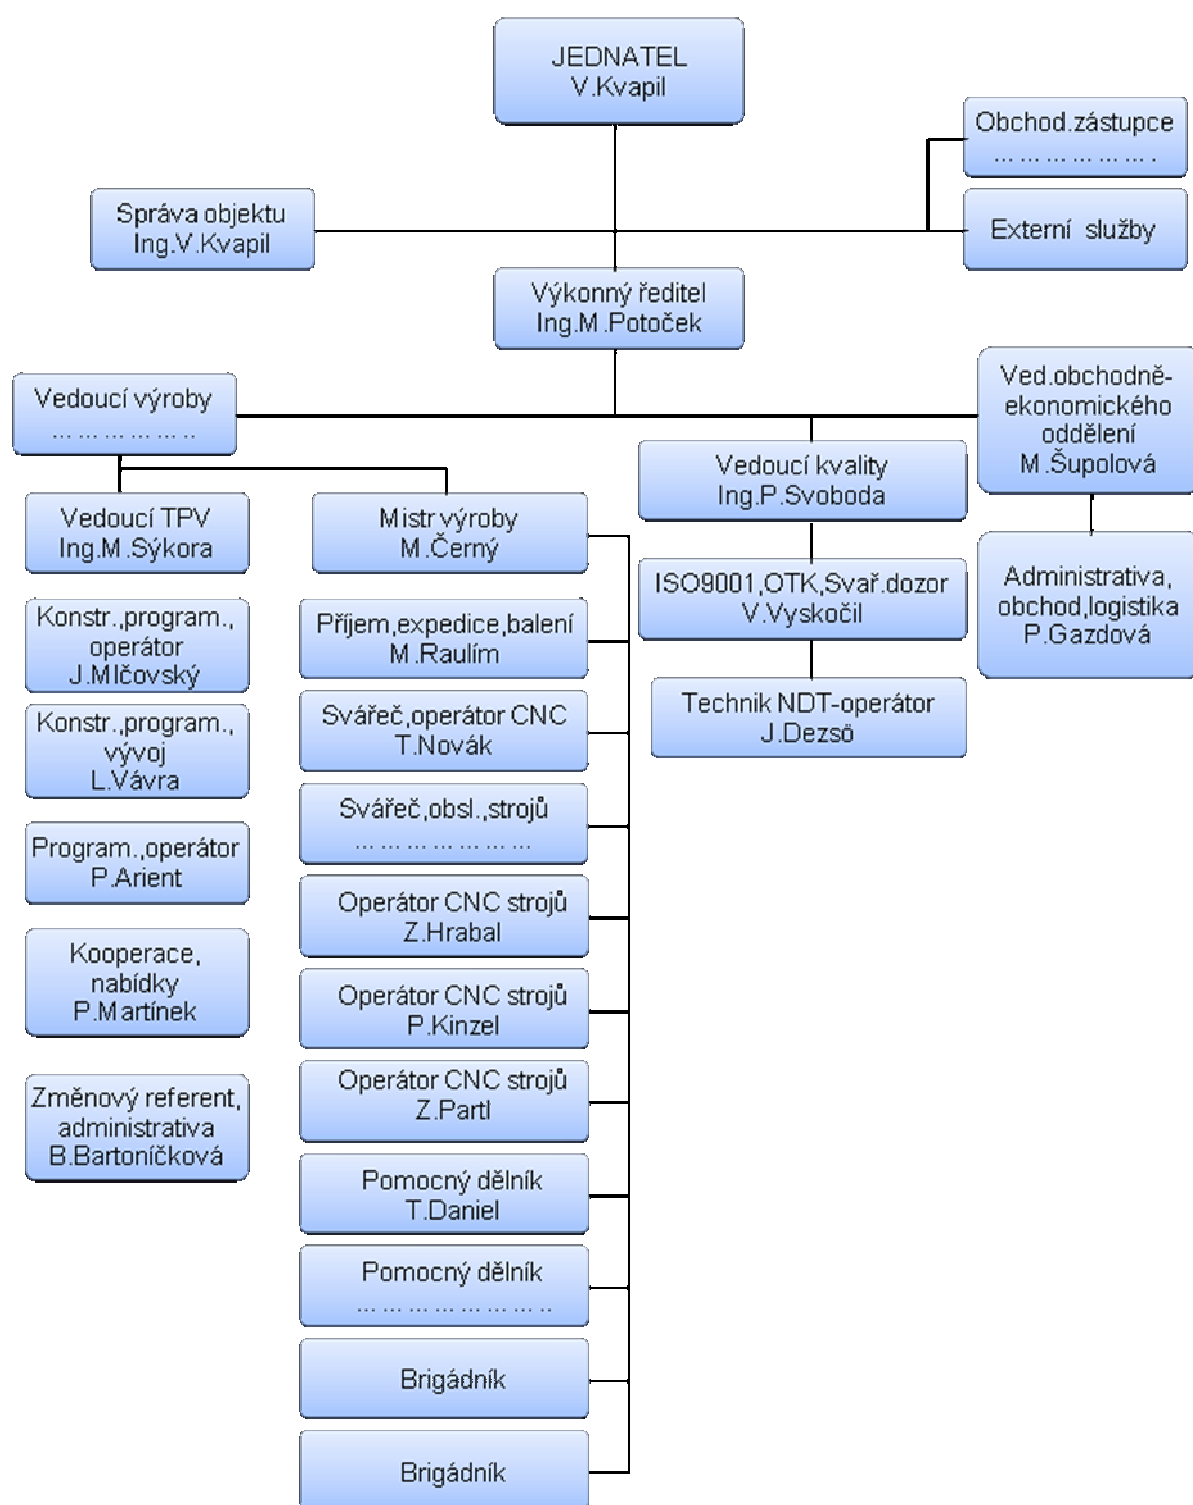 JEDNATEL
V.Kvapil
Obchod.zástupce
... ... ... ... ... ... .
Správa objektu
Ing.V.Kvapil
Externí služby
Výkonný ředitel
Ing.M.Potoček
Vedoucí výroby
... ... ... ... ... ..
Ved.obchodně-
ekonomického
oddělení
M.Šupolová
Vedoucí kvality
Ing.P.Svoboda
Vedoucí TPV
Ing.M.Sýkora
Mistr výroby
M.Černý
ISO9001,OTK,Svař.dozor
V.Vyskočil
Administrativa,
obchod,logistika
P.Gazdová
Konstr.,program.,
operátor
J.Mlčovský
Příjem,expedice,balení
M.Raulím
Technik NDT-operátor
J.Dezsö
Konstr.,program.,
vývoj
L.Vávra
Svářeč,operátor CNC
T.Novák
Svářeč,obsl.,strojů
... ... ... ... ... ... ...
Program.,operátor
P.Arient
Operátor CNC strojů
Z.Hrabal
Kooperace,
nabídky
P.Martínek
Operátor CNC strojů
P.Kinzel
Změnový referent,
administrativa
B.Bartoníčková
Operátor CNC strojů
Z.Partl
Pomocný dělník
T.Daniel
Pomocný dělník
... ... ... ... ... ... ... ..
Brigádník
Brigádník